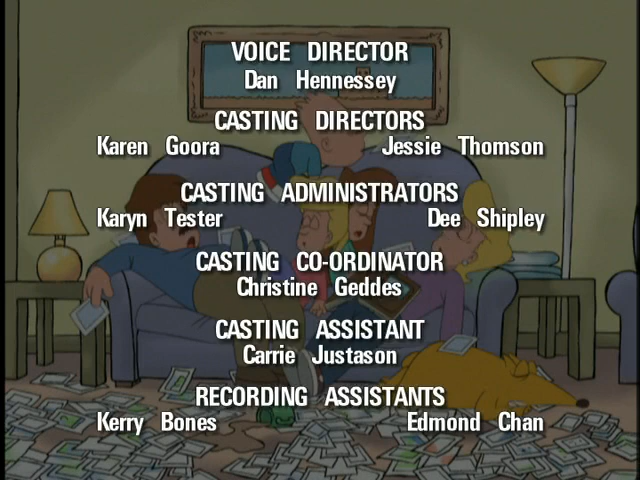 VOICE DIRECTOR
Dan Hennessey
CASTING DIRECTORS
Karen Goora Jessie Thomson
CASTING ADMINISTRATORS
Karyn Tester Dee Shipley
CASTING CO-ORDINATOR
Christine Geddes
CASTING ASSISTANT
Carrie Justason
RECORDING ASSISTANTS
Kerry Bones Edmond Chan